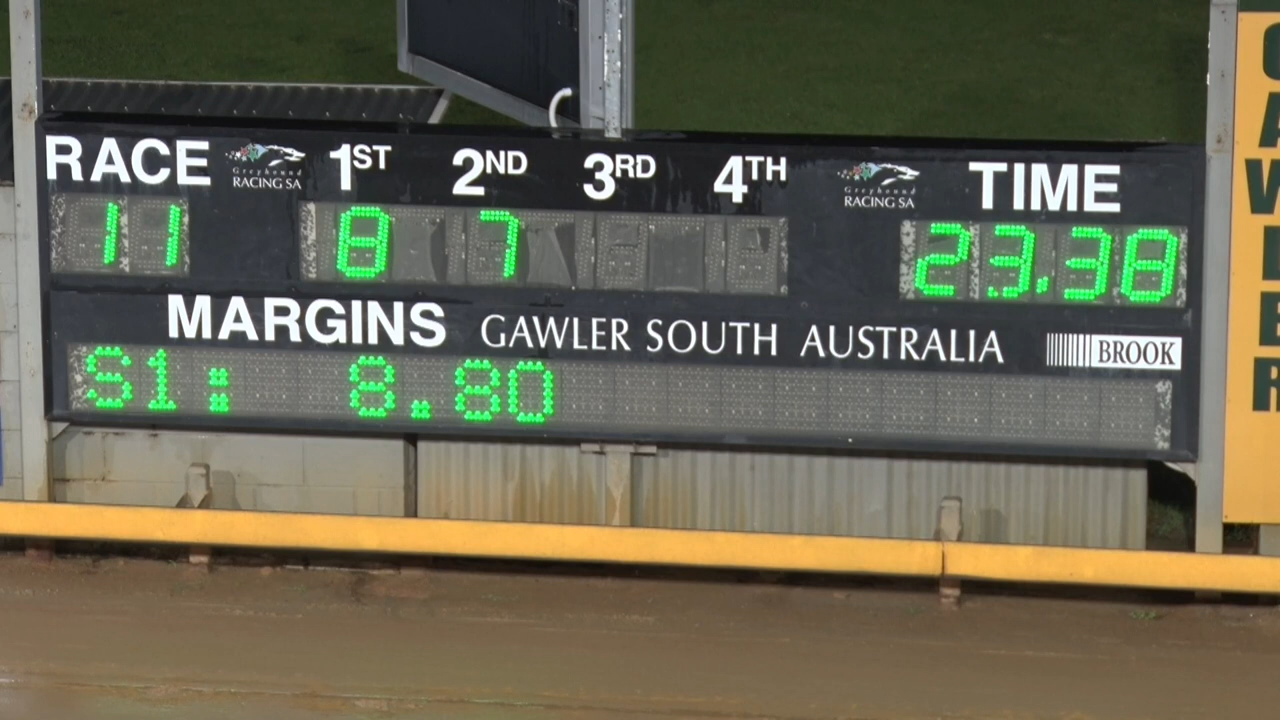 RACE Greyhound RACING SA 1ST 2ND 3RD 4TH Greyhound RACING SA TIME
11 8 7 23.38
MARGINS GAWLER SOUTH AUSTRALIA BROOK
S1: 8.80